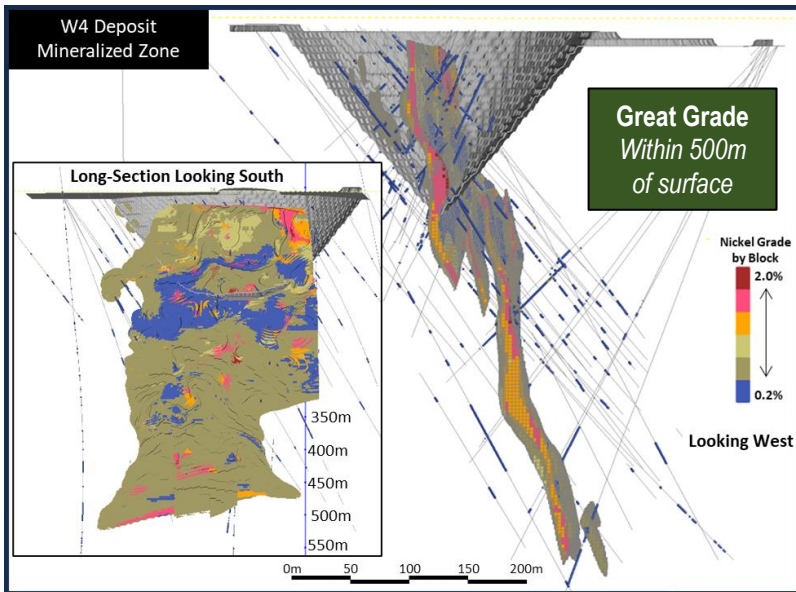 W4 Deposit
Mineralized Zone
Great Grade
Within 500m
of surface
Long-Section Looking South
Nickel Grade
by Block
2.0%
0.2%
Looking West
350m
400m
450m
500m
550m
0m 50 100 150 200m